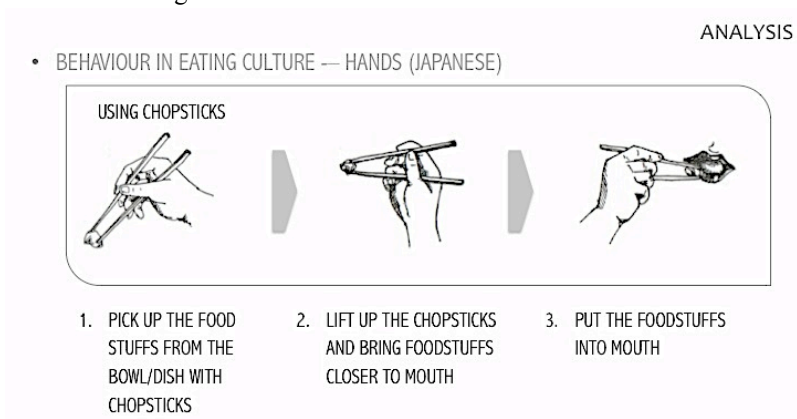 ANALYSIS
• BEHAVIOUR IN EATING CULTURE — HANDS (JAPANESE)
USING CHOPSTICKS
1. PICK UP THE FOOD
STUFFS FROM THE
BOWL/DISH WITH
CHOPSTICKS
2. LIFT UP THE CHOPSTICKS
AND BRING FOODSTUFFS
CLOSER TO MOUTH
3. PUT THE FOODSTUFFS
INTO MOUTH